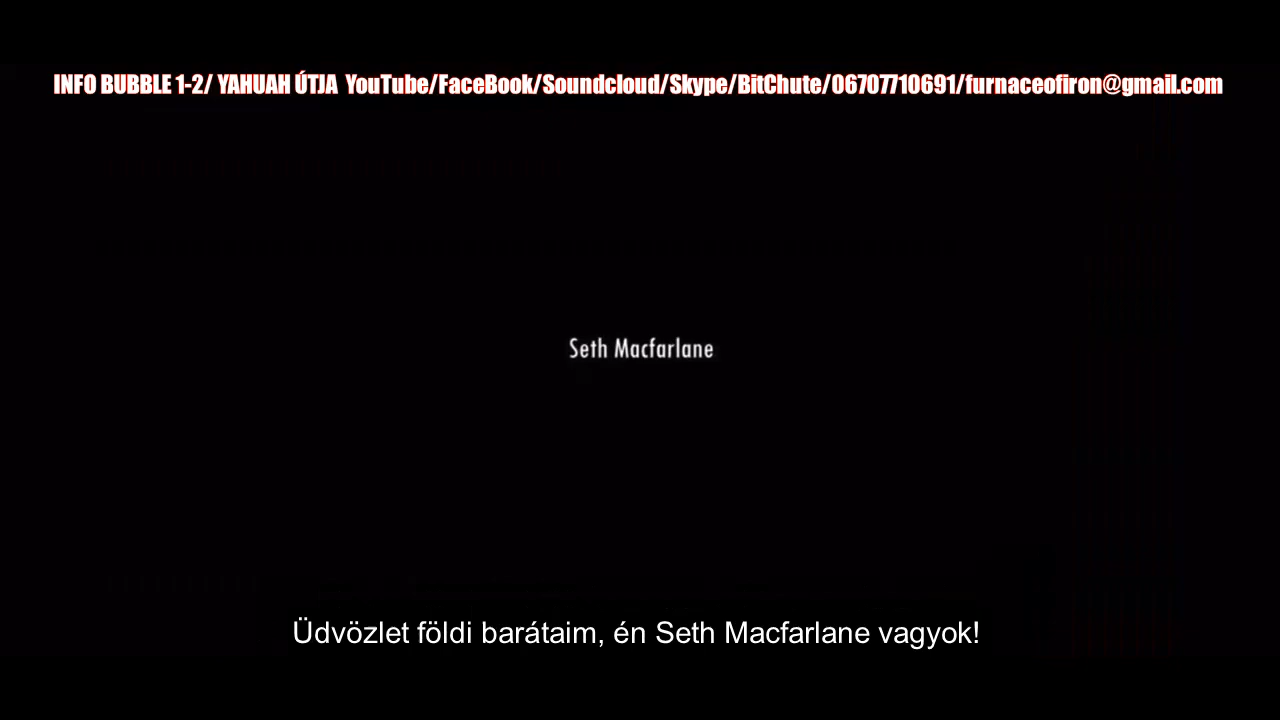 INFO BUBBLE 1-2/ YAHUAH ÚTJA YouTube/FaceBook/Soundcloud/Skype/BitChute/06707710691/furnaceofiron@gmail.com
Seth Macfarlane
Üdvözlet földi barátaim, én Seth Macfarlane vagyok!